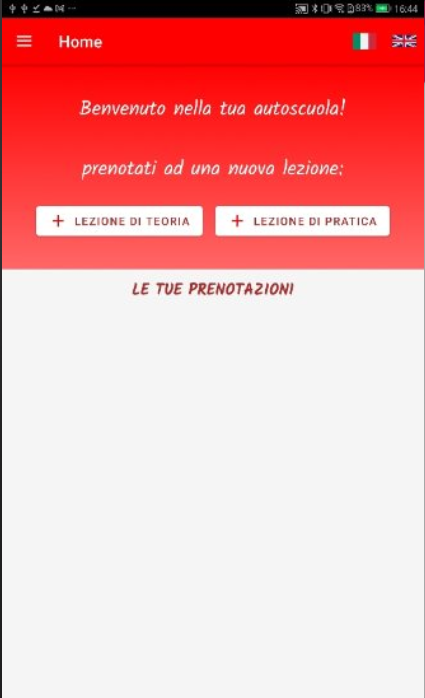 83% 16:44
Home
Benvenuto nella tua autoscuola!
prenotati ad una nuova lezione:
+ LEZIONE DI TEORIA + LEZIONE DI PRATICA
LE TUE PRENOTAZIONI